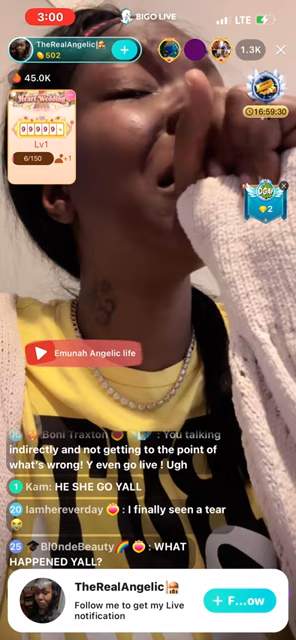 3:00
BIGO LIVE
LTE
TheRealAngelic
502
1.3K
45.0K
Heart Wedding
99999
Lv1
6/150
+1
16:59:30
2
Emunah Angelic life
Boni Traxton : You talking
indirectly and not getting to the point of
what's wrong! Y even go live ! Ugh
1 Kam: HE SHE GO YALL
20 Iamhereverday : I finally seen a tear
25 Bl0ndeBeauty : WHAT
HAPPENED YALL?
TheRealAngelic
Follow me to get my Live
notification
+ F...ow